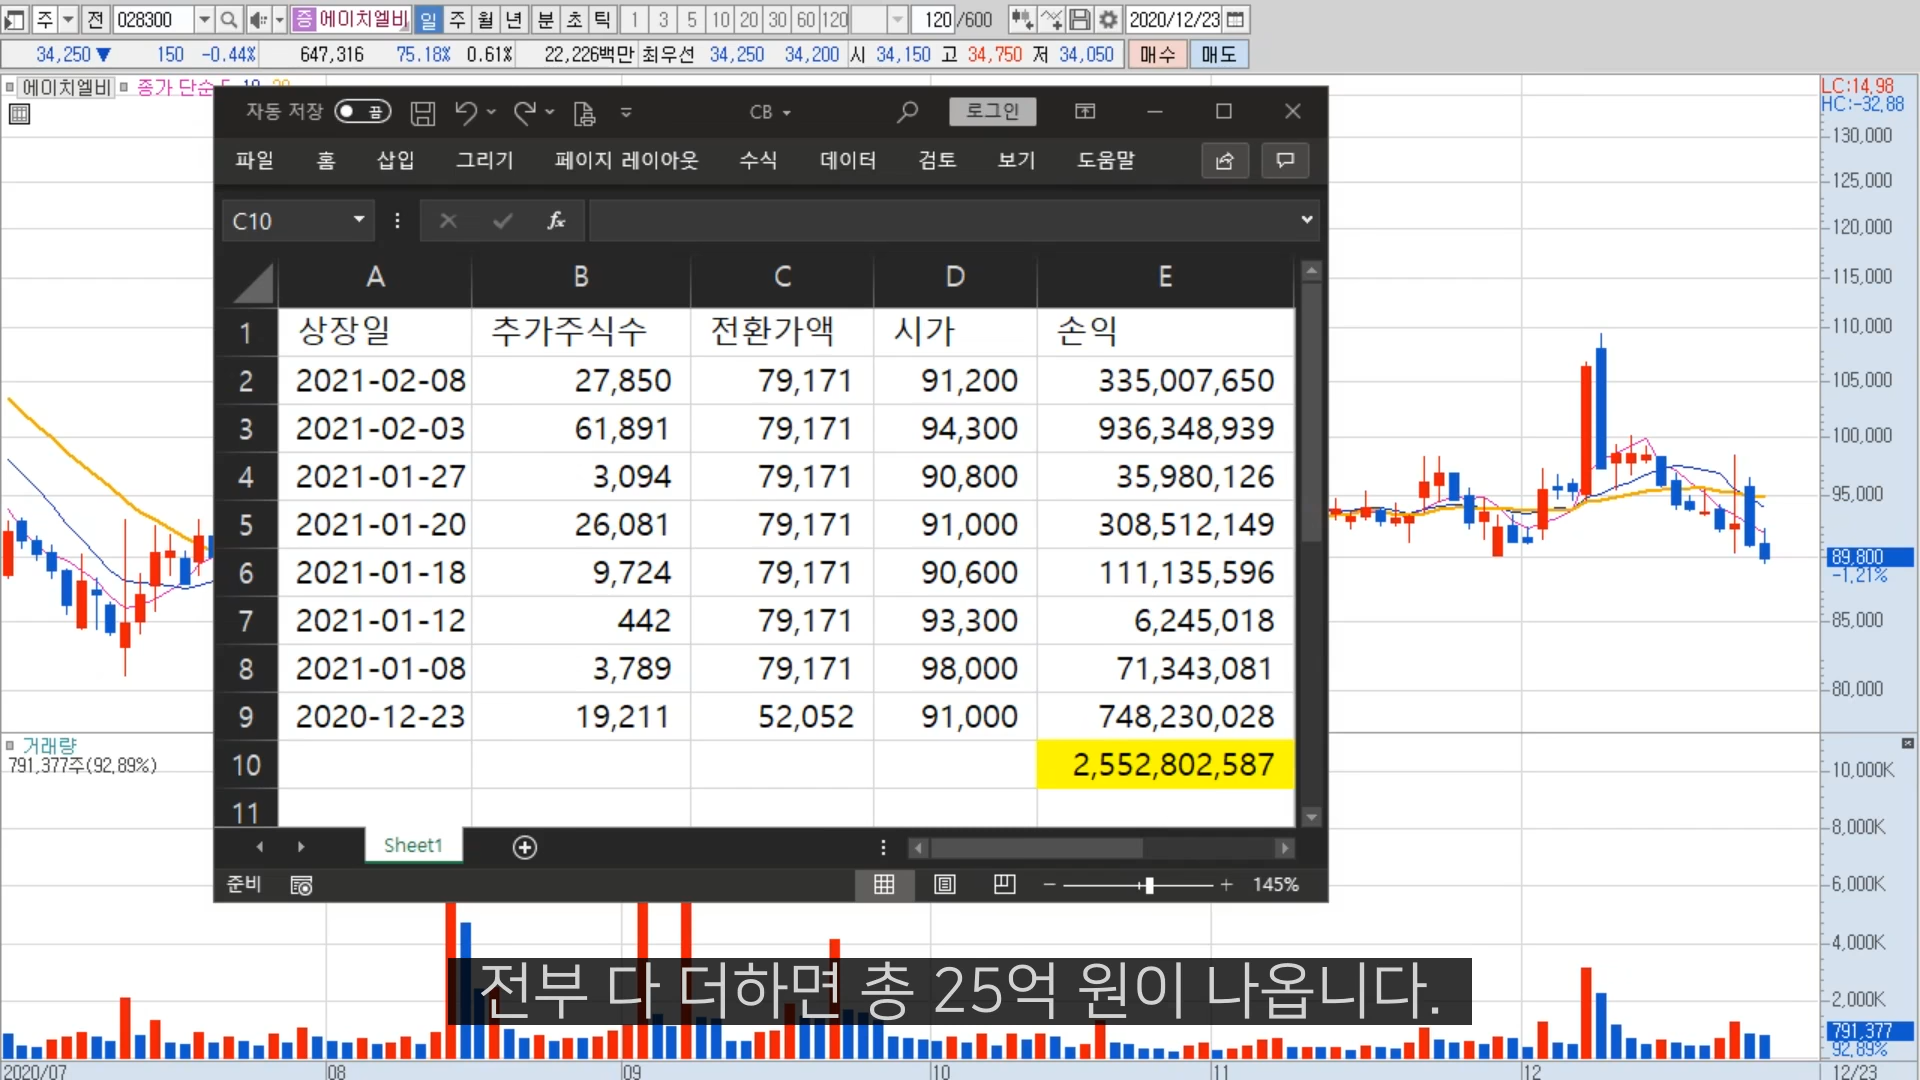 주 전 028300 증 에이치엘비 일 주 월 년 분 초 틱 1 3 5 10 20 30 60 120 120 /600 2020/12/23
34,250 ▼ 150 -0.44% 647,316 75.18% 0.61% 22,226백만 최우선 34,250 34,200 시 34,150 고 34,750 저 34,050 매수 매도
에이치엘비 종가 단순
LC:14,98
HC:-32,88
130,000
125,000
120,000
115,000
110,000
105,000
100,000
95,000
89,800
-1,21%
85,000
80,000
자동 저장 끔 CB 로그인
파일 홈 삽입 그리기 페이지 레이아웃 수식 데이터 검토 보기 도움말
C10 fx
A B C D E
1 상장일 추가주식수 전환가액 시가 손익
2 2021-02-08 27,850 79,171 91,200 335,007,650
3 2021-02-03 61,891 79,171 94,300 936,348,939
4 2021-01-27 3,094 79,171 90,800 35,980,126
5 2021-01-20 26,081 79,171 91,000 308,512,149
6 2021-01-18 9,724 79,171 90,600 111,135,596
7 2021-01-12 442 79,171 93,300 6,245,018
8 2021-01-08 3,789 79,171 98,000 71,343,081
9 2020-12-23 19,211 52,052 91,000 748,230,028
10 2,552,802,587
11
Sheet1
준비 145%
거래량
791,377주(92,89%)
10,000K
8,000K
6,000K
4,000K
2,000K
791,377
92,89%
전부 다 더하면 총 25억 원이 나옵니다.
2020/07 08 09 10 11 12 12/23